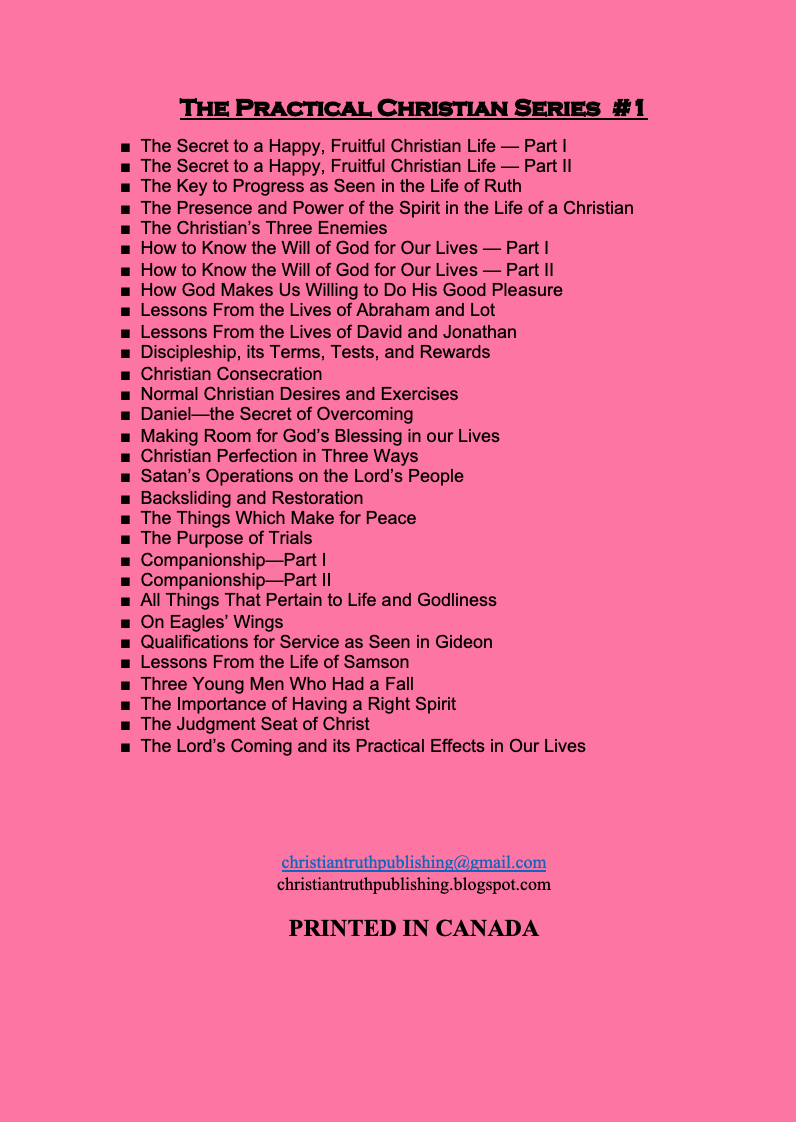 The Practical Christian Series #1
■ The Secret to a Happy, Fruitful Christian Life — Part I
■ The Secret to a Happy, Fruitful Christian Life — Part II
■ The Key to Progress as Seen in the Life of Ruth
■ The Presence and Power of the Spirit in the Life of a Christian
■ The Christian’s Three Enemies
■ How to Know the Will of God for Our Lives — Part I
■ How to Know the Will of God for Our Lives — Part II
■ How God Makes Us Willing to Do His Good Pleasure
■ Lessons From the Lives of Abraham and Lot
■ Lessons From the Lives of David and Jonathan
■ Discipleship, its Terms, Tests, and Rewards
■ Christian Consecration
■ Normal Christian Desires and Exercises
■ Daniel—the Secret of Overcoming
■ Making Room for God’s Blessing in our Lives
■ Christian Perfection in Three Ways
■ Satan’s Operations on the Lord’s People
■ Backsliding and Restoration
■ The Things Which Make for Peace
■ The Purpose of Trials
■ Companionship—Part I
■ Companionship—Part II
■ All Things That Pertain to Life and Godliness
■ On Eagles’ Wings
■ Qualifications for Service as Seen in Gideon
■ Lessons From the Life of Samson
■ Three Young Men Who Had a Fall
■ The Importance of Having a Right Spirit
■ The Judgment Seat of Christ
■ The Lord’s Coming and its Practical Effects in Our Lives
christiantruthpublishing@gmail.com
christiantruthpublishing.blogspot.com
PRINTED IN CANADA